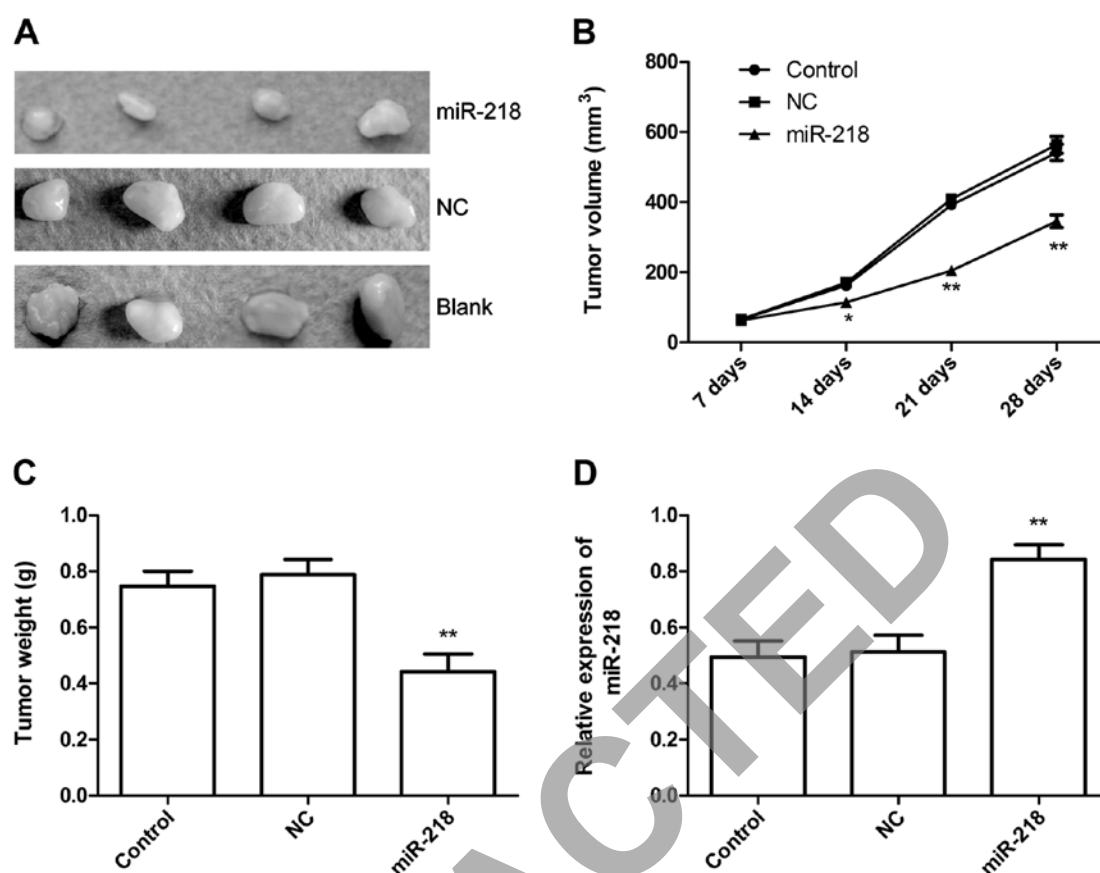 A
miR-218
NC
Blank
B
Tumor volume (mm³)
800
600
400
200
0
Control
NC
miR-218
*
**
**
7 days
14 days
21 days
28 days
C
Tumor weight (g)
1.0
0.8
0.6
0.4
0.2
0.0
**
Control
NC
miR-218
D
Relative expression of
miR-218
1.0
0.8
0.6
0.4
0.2
0.0
**
Control
NC
miR-218